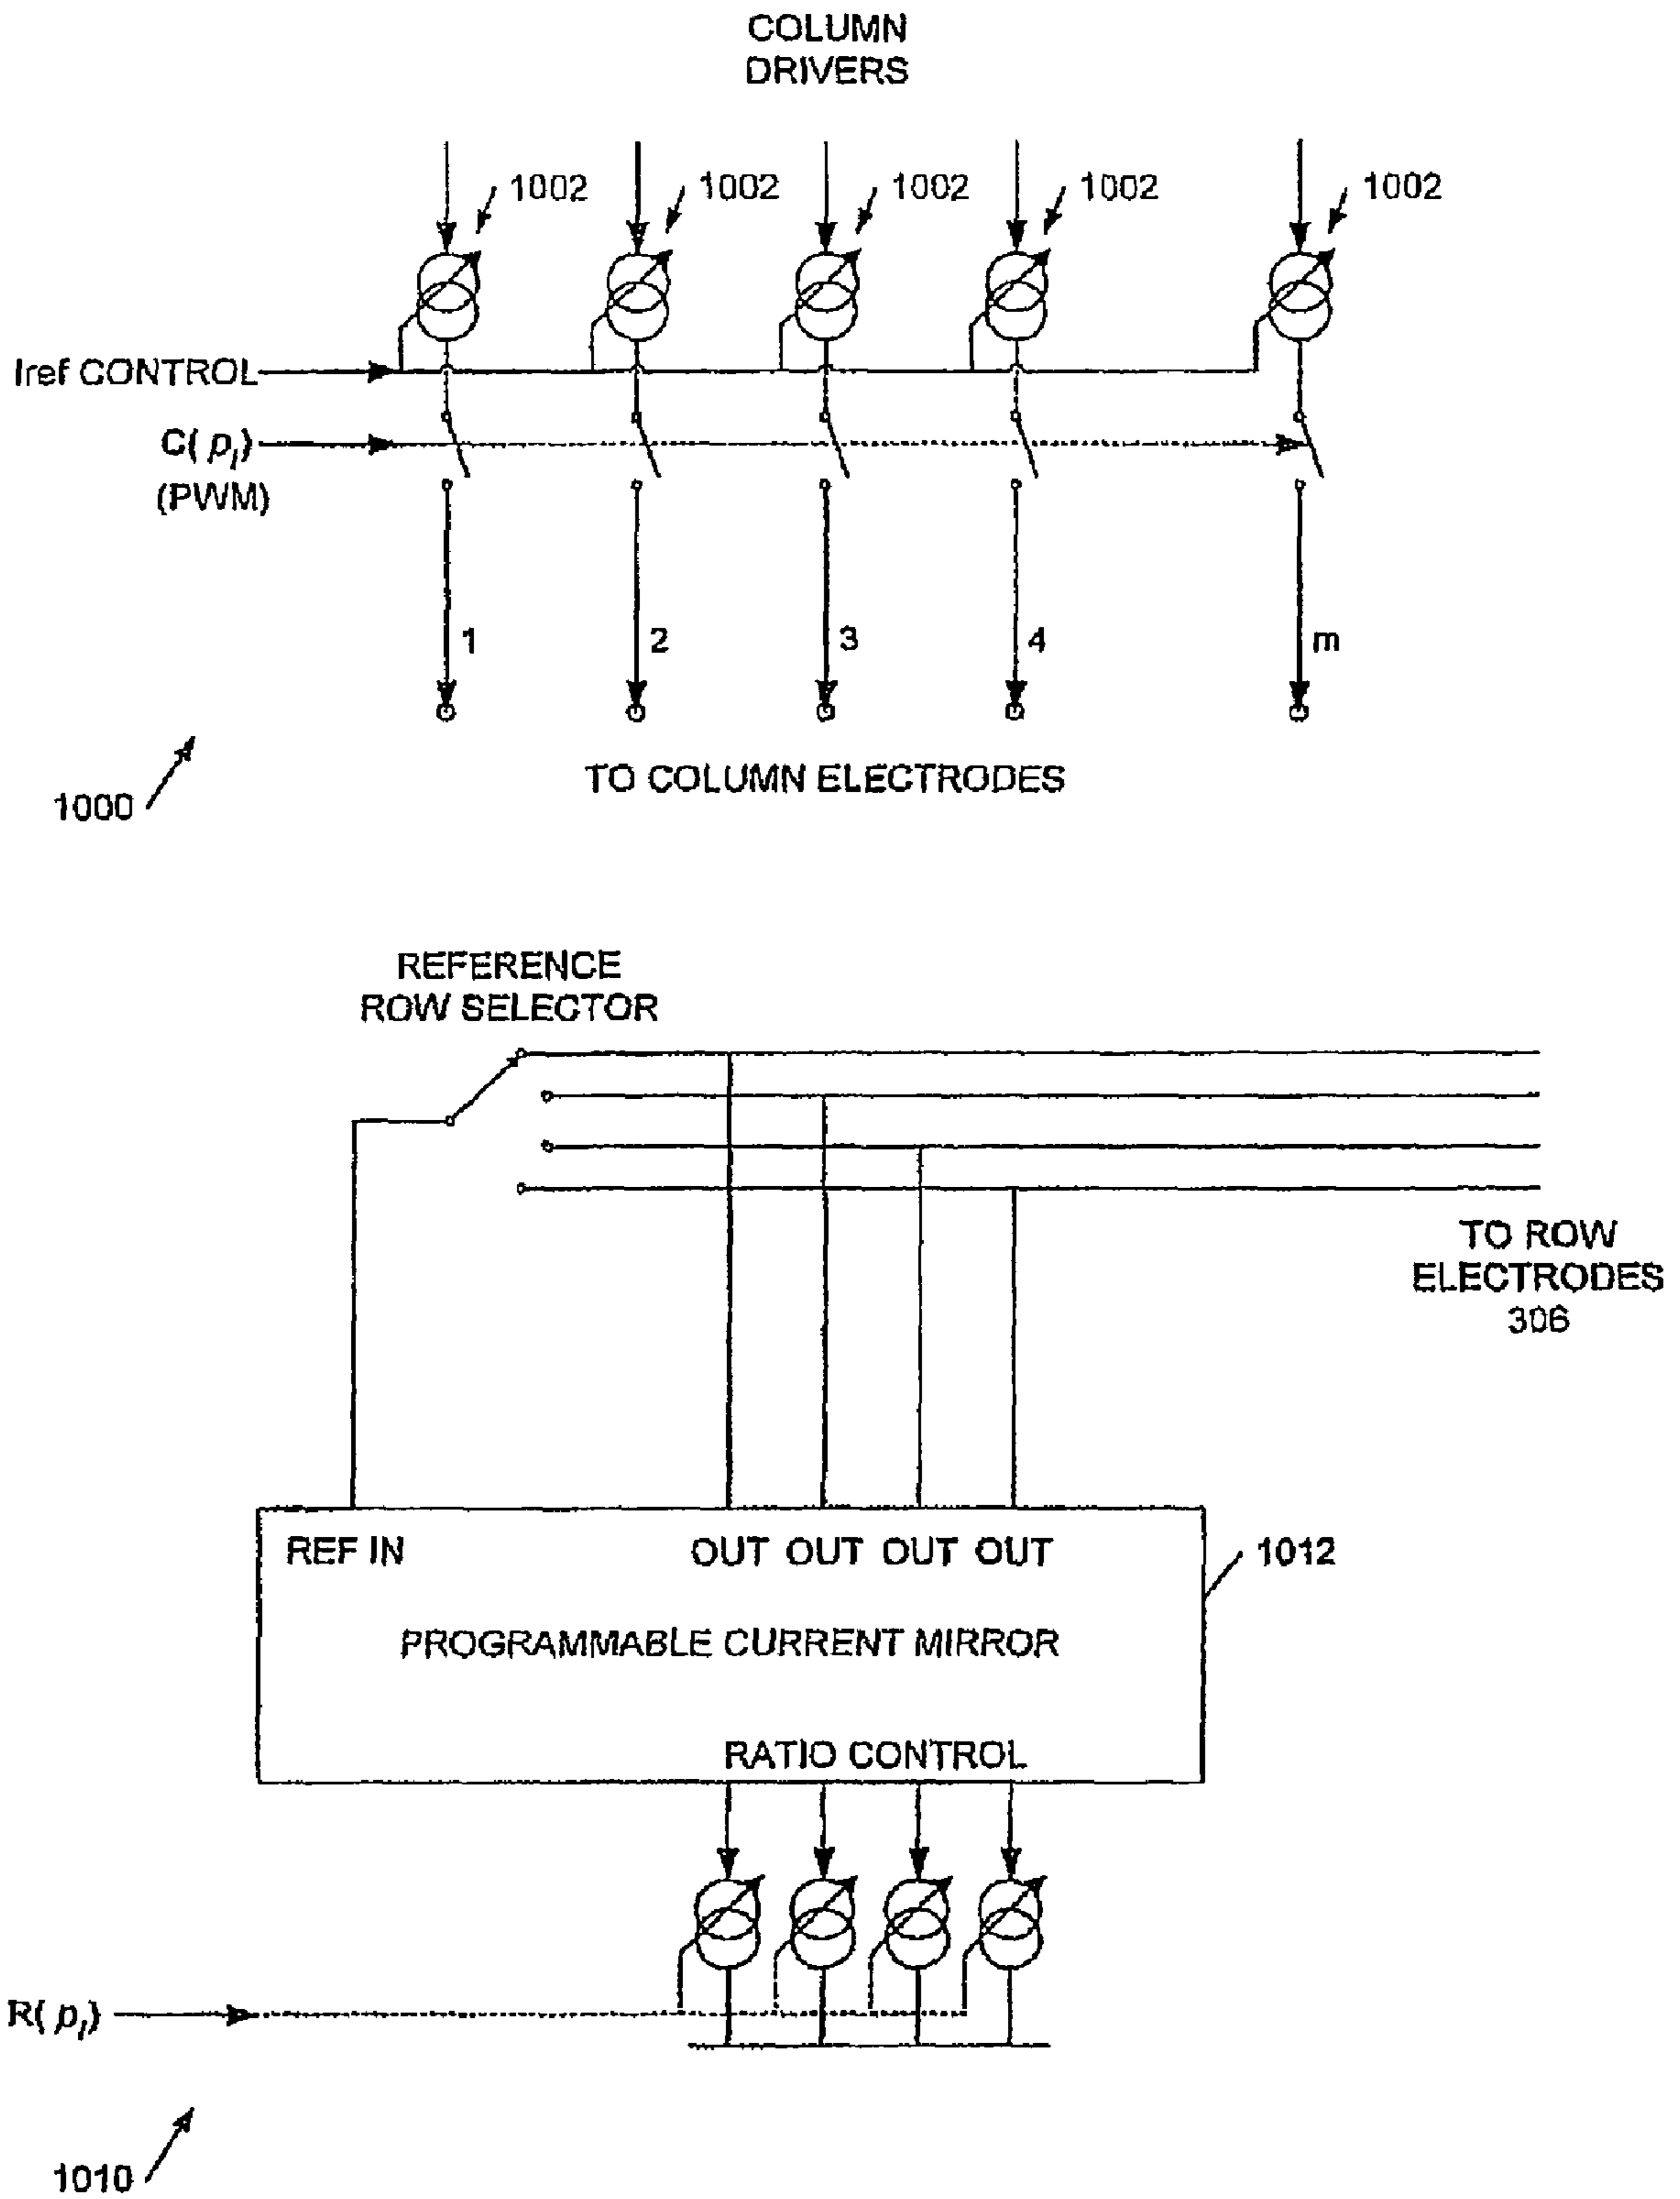 COLUMN
DRIVERS
1002 1002 1002 1002 1002
Iref CONTROL
C(p_i)
(PWM)
1 2 3 4 m
TO COLUMN ELECTRODES
1000
REFERENCE
ROW SELECTOR
TO ROW
ELECTRODES
306
REF IN OUT OUT OUT OUT
1012
PROGRAMMABLE CURRENT MIRROR
RATIO CONTROL
R(p_i)
1010